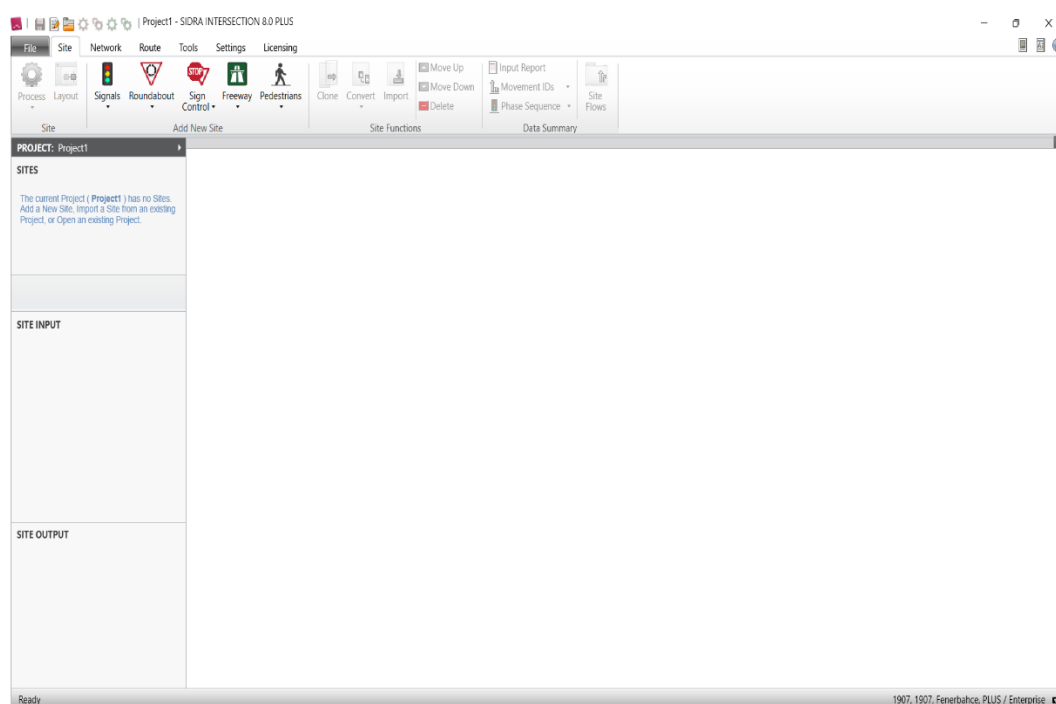 Project1 - SIDRA INTERSECTION 8.0 PLUS
File Site Network Route Tools Settings Licensing
Process Layout Signals Roundabout Sign Control Freeway Pedestrians Clone Convert Import
STOP
Move Up
Move Down
Delete
Input Report
Movement IDs
Phase Sequence
Site Flows
Site Add New Site Site Functions Data Summary
PROJECT: Project1
SITES
The current Project ( Project1 ) has no Sites.
Add a New Site, Import a Site from an existing
Project, or Open an existing Project.
SITE INPUT
SITE OUTPUT
Ready
1907, 1907, Fenerbahce, PLUS / Enterprise